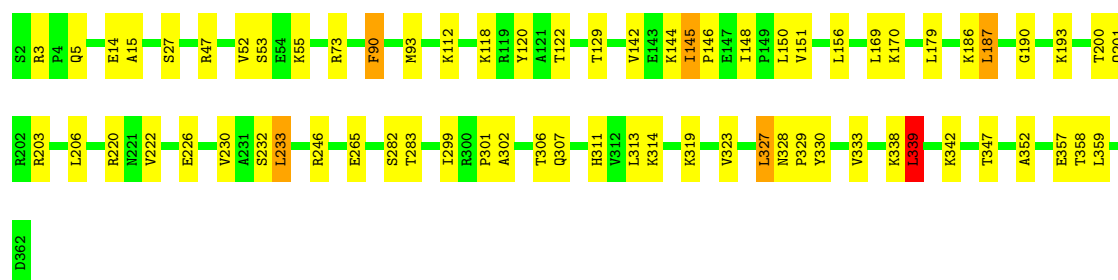 S2 R3 P4 Q5 E14 A15 S27 R47 V52 S53 E54 K55 R73 F90 M93 K112 K118 R119 Y120 A121 T122 T129 V142 E143 K144 I145 P146 E147 I148 P149 L150 V151 L156 L169 K170 L179 K186 L187 G190 K193 T200
R202 R203 L206 R220 N221 V222 E226 V230 A231 S232 L233 R246 E265 S282 T283 I299 R300 P301 A302 T306 Q307 H311 V312 L313 K314 K319 V323 L327 N328 P329 Y330 V333 K338 L339 K342 T347 A352 E357 T358 L359
D362